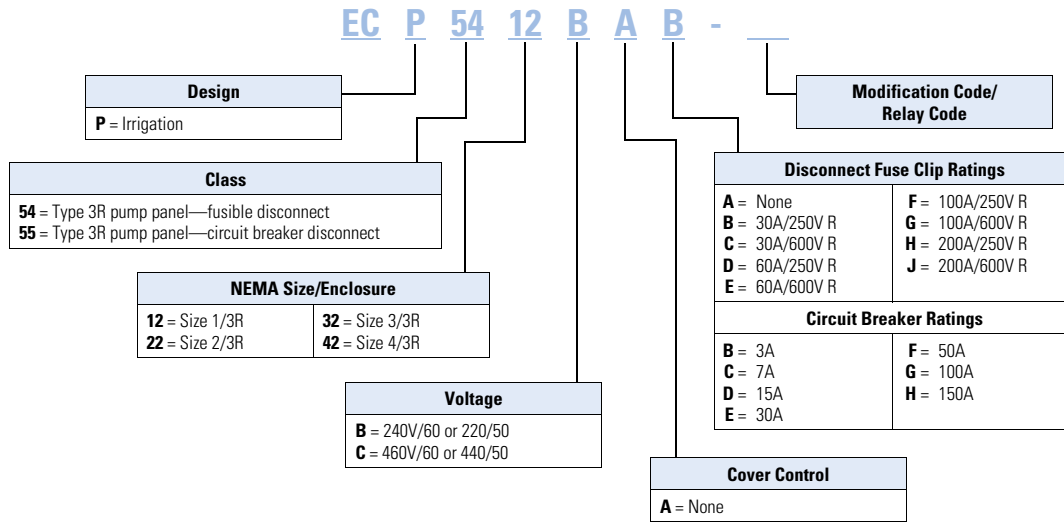 EC P 54 12 B A B -
Design
P = Irrigation
Class
54 = Type 3R pump panel—fusible disconnect
55 = Type 3R pump panel—circuit breaker disconnect
NEMA Size/Enclosure
12 = Size 1/3R
22 = Size 2/3R
32 = Size 3/3R
42 = Size 4/3R
Voltage
B = 240V/60 or 220/50
C = 460V/60 or 440/50
Modification Code/
Relay Code
Disconnect Fuse Clip Ratings
A = None
B = 30A/250V R
C = 30A/600V R
D = 60A/250V R
E = 60A/600V R
F = 100A/250V R
G = 100A/600V R
H = 200A/250V R
J = 200A/600V R
Circuit Breaker Ratings
B = 3A
C = 7A
D = 15A
E = 30A
F = 50A
G = 100A
H = 150A
Cover Control
A = None